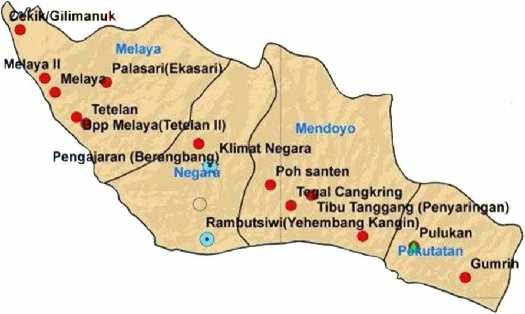 Cekik/Gilimanuk
Melaya
Melaya II
Melaya
Palasari(Ekasari)
Tetelan
Bpp Melaya(Tetelan II)
Mendoyo
Klimat Negara
Pengajaran (Berangbang)
Negara
Poh santen
Togal Cangkring
Tibu Tanggang (Penyaringan)
Rambutsiwi(Yehembang Kangin)
Pulukan
Pekutatan
Gumrih